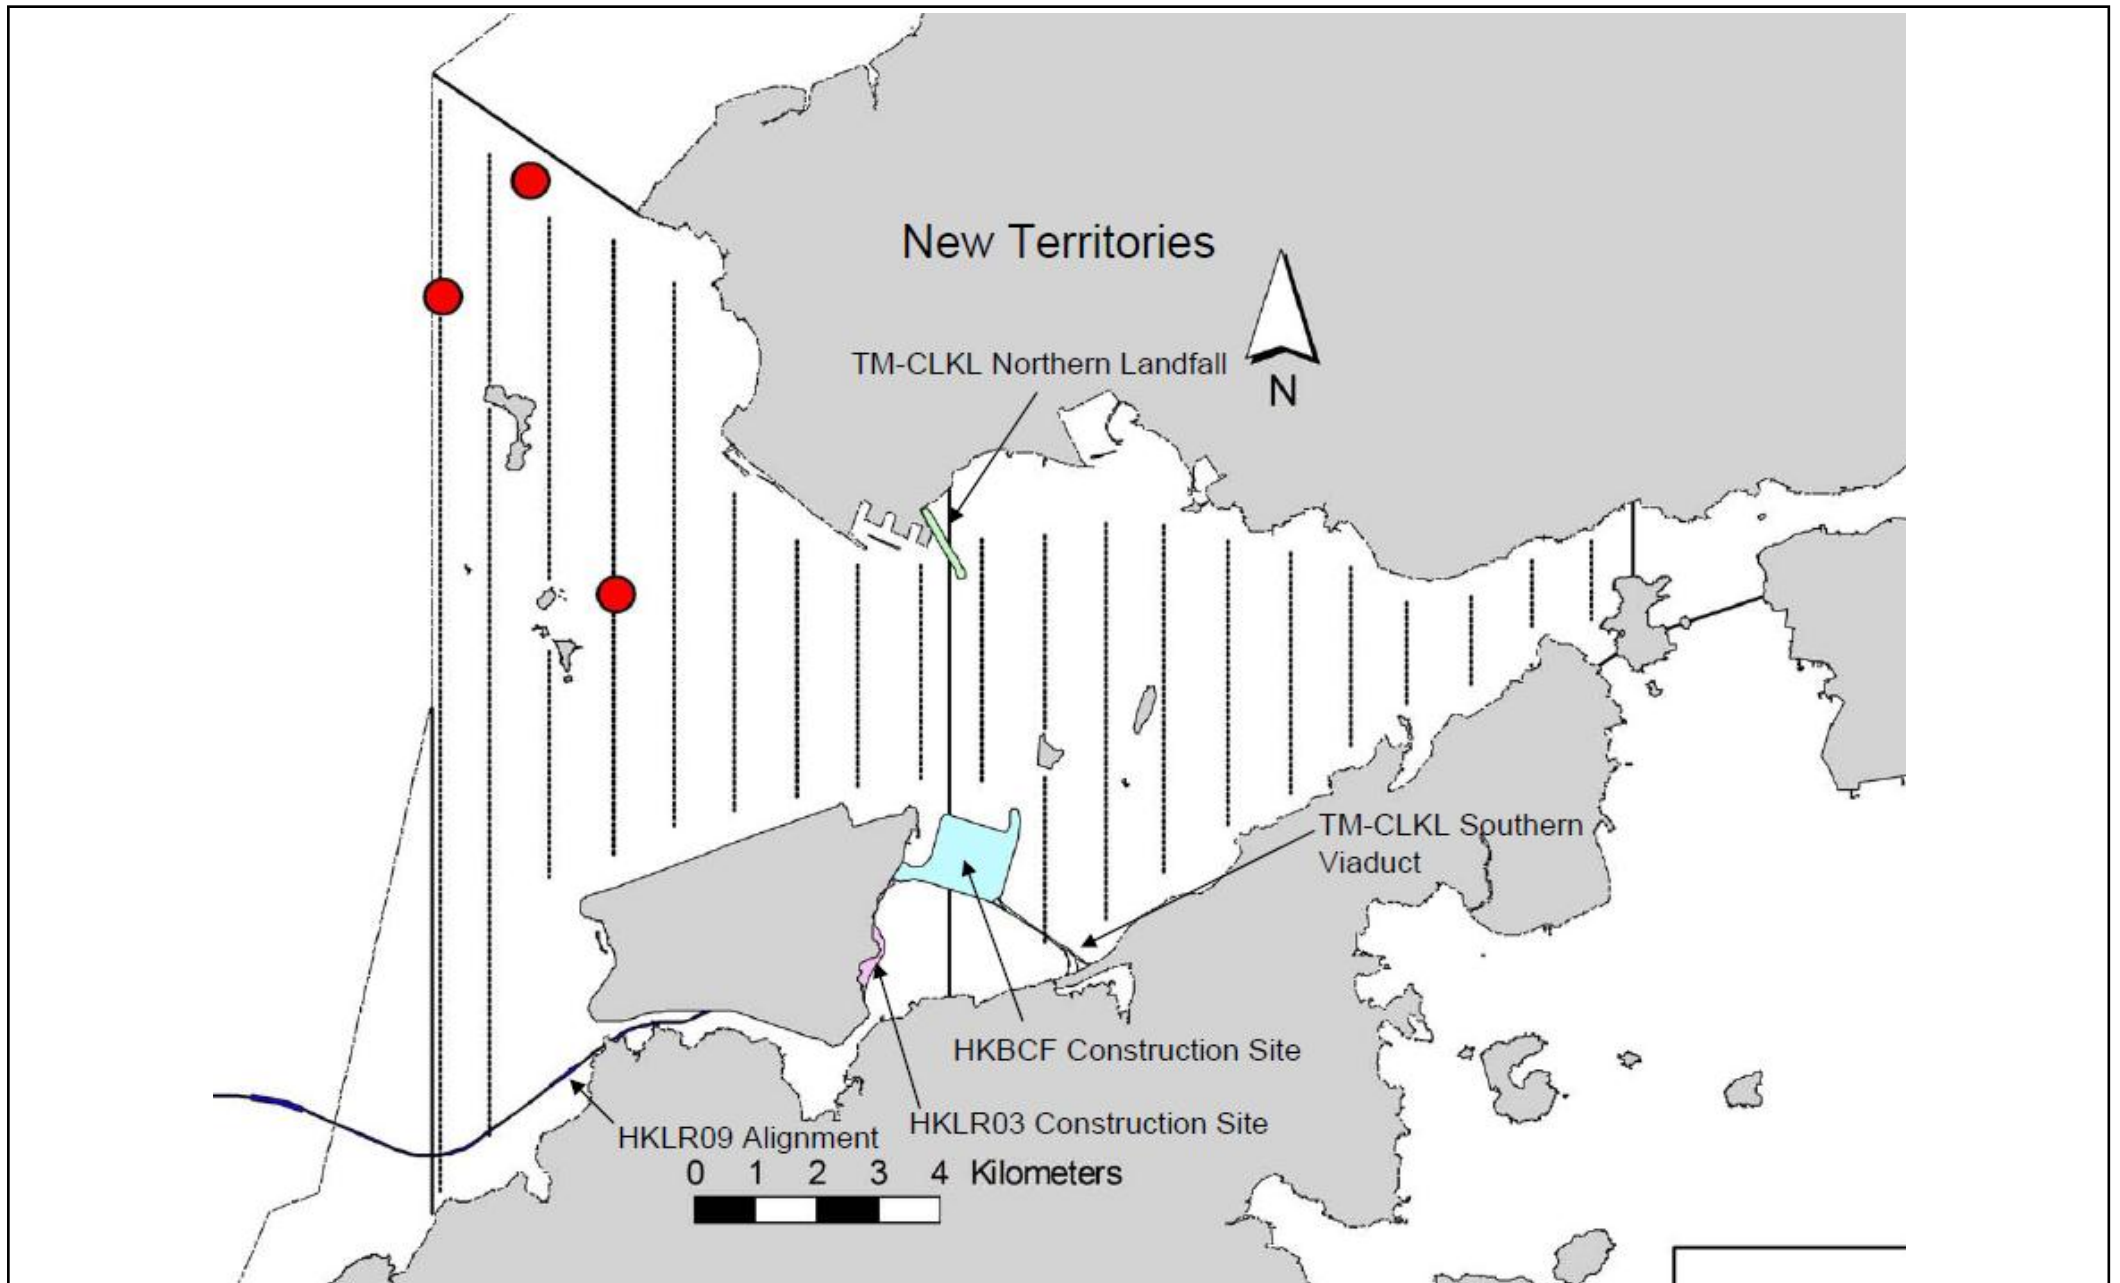 New Territories
TM-CLKL Northern Landfall
N
TM-CLKL Southern
Viaduct
HKBCF Construction Site
HKLR03 Construction Site
HKLR09 Alignment
0 1 2 3 4 Kilometers